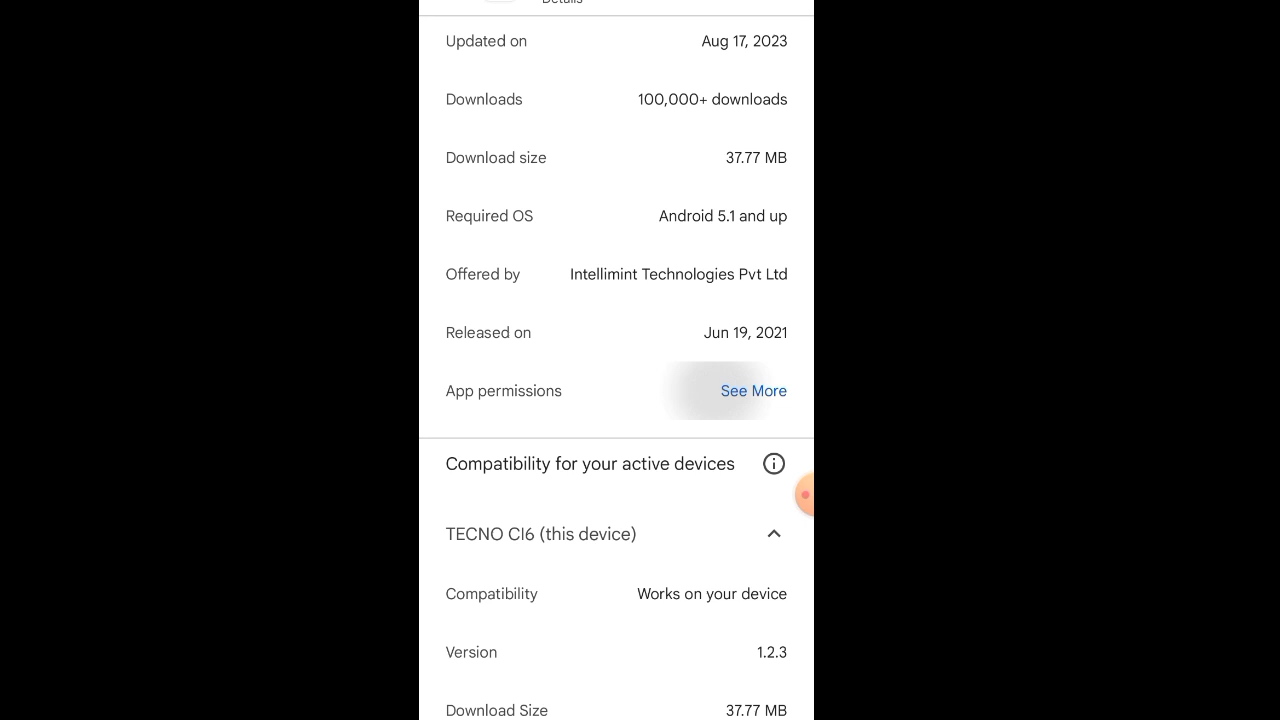 Details
Updated on Aug 17, 2023
Downloads 100,000+ downloads
Download size 37.77 MB
Required OS Android 5.1 and up
Offered by Intellimint Technologies Pvt Ltd
Released on Jun 19, 2021
App permissions See More
Compatibility for your active devices
TECNO CI6 (this device)
Compatibility Works on your device
Version 1.2.3
Download Size 37.77 MB